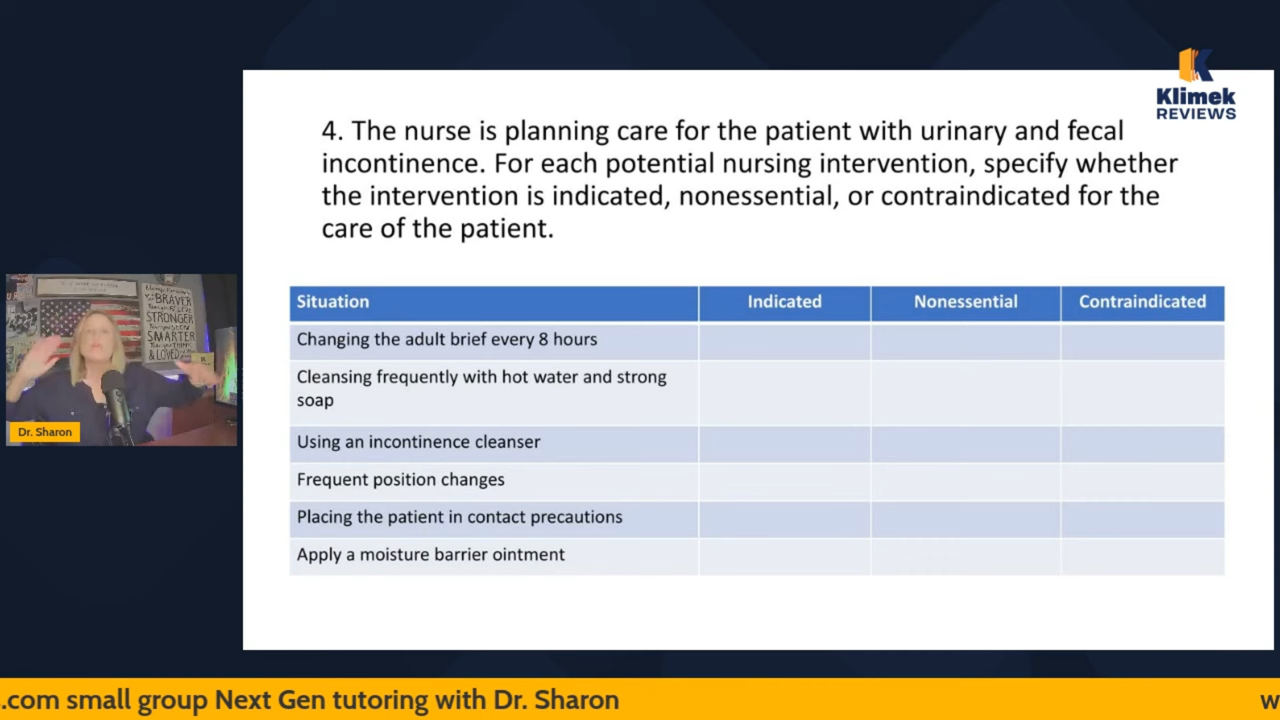 Klimek
REVIEWS
4. The nurse is planning care for the patient with urinary and fecal
incontinence. For each potential nursing intervention, specify whether
the intervention is indicated, nonessential, or contraindicated for the
care of the patient.
Situation Indicated Nonessential Contraindicated
Changing the adult brief every 8 hours
Cleansing frequently with hot water and strong
soap
Using an incontinence cleanser
Frequent position changes
Placing the patient in contact precautions
Apply a moisture barrier ointment
BRAVER
STRONGER
SMARTER
& LOVED
Dr. Sharon
.com small group Next Gen tutoring with Dr. Sharon
w